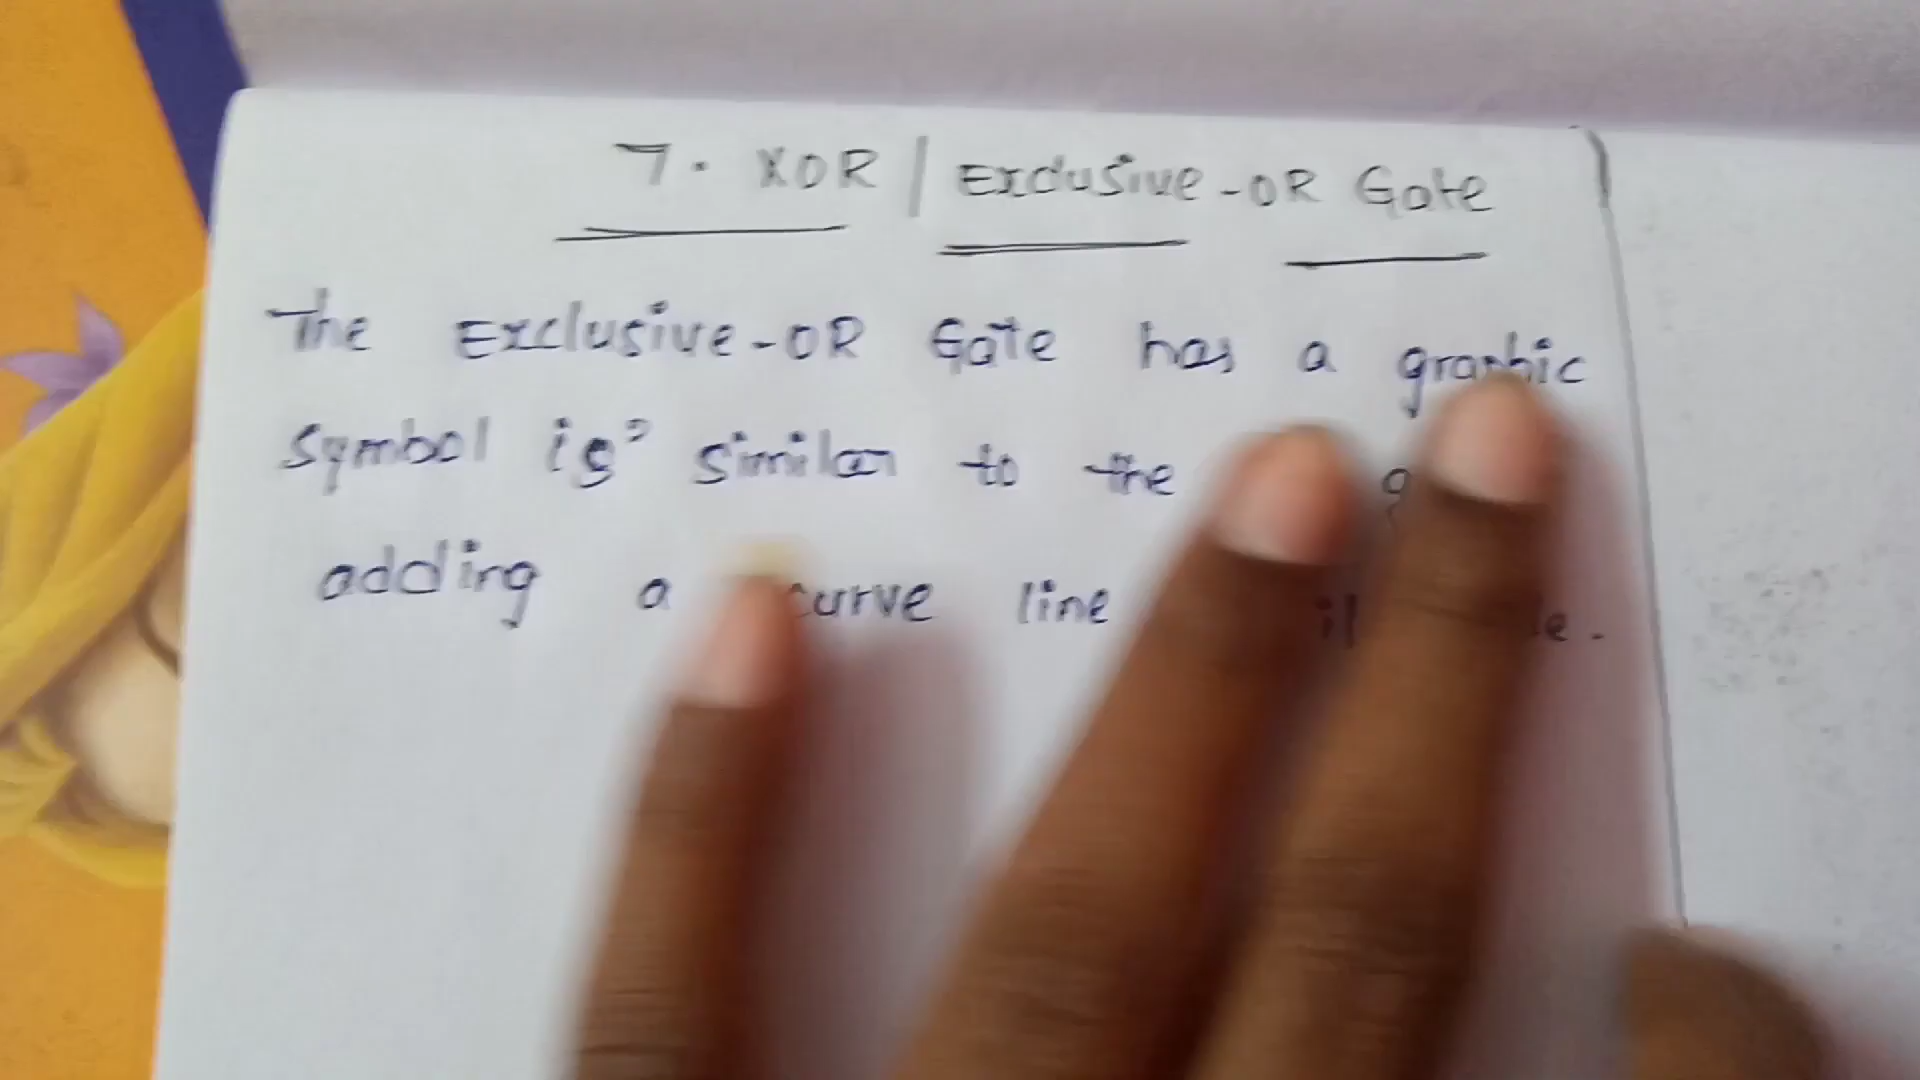 7. XOR | Exclusive-OR Gate
The Exclusive-OR Gate has a graphic
symbol is similar to the
adding a curve line